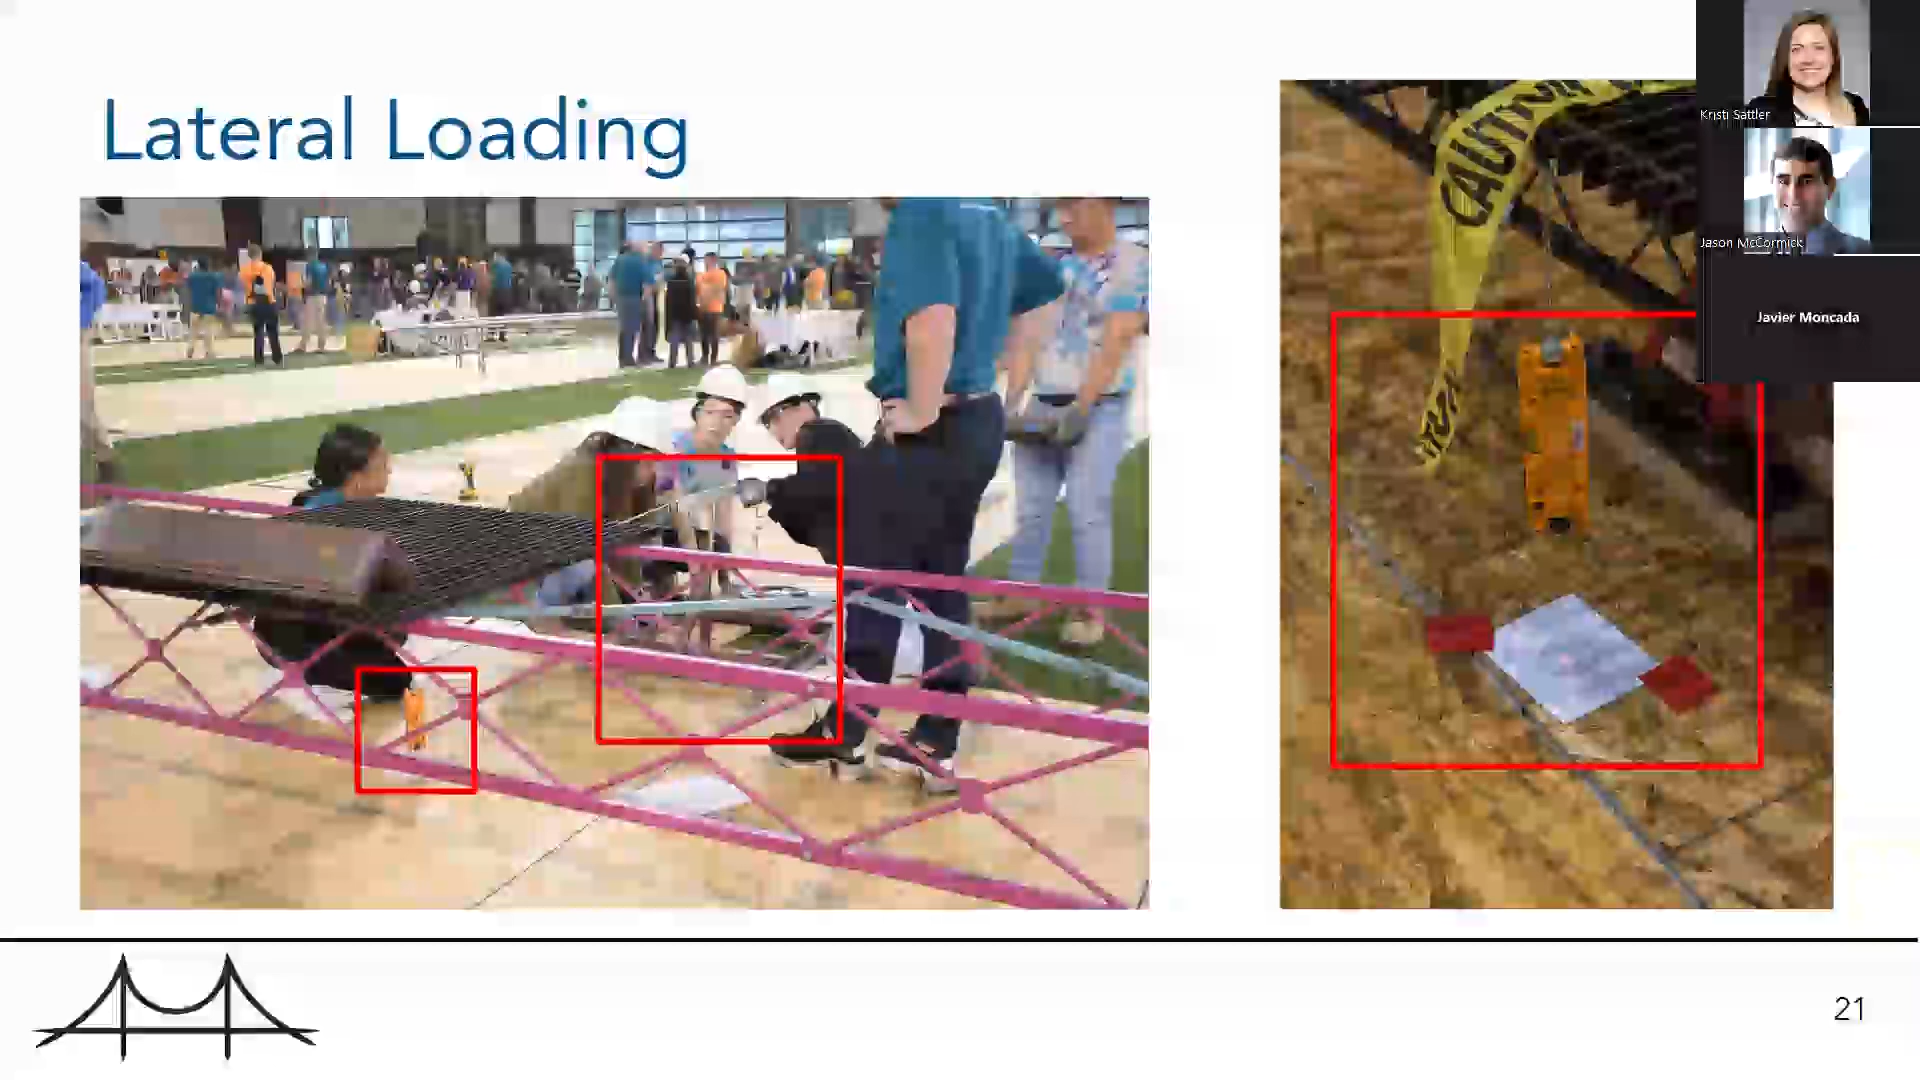 Lateral Loading
CAUTION
Kristi Sattler
Jason McCormick
Javier Moncada
21